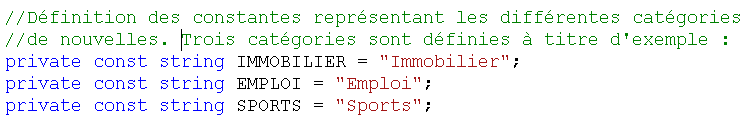 //Définition des constantes représentant les différentes catégories
//de nouvelles. Trois catégories sont définies à titre d'exemple :
private const string IMMOBILIER = "Immobilier";
private const string EMPLOI = "Emploi";
private const string SPORTS = "Sports";